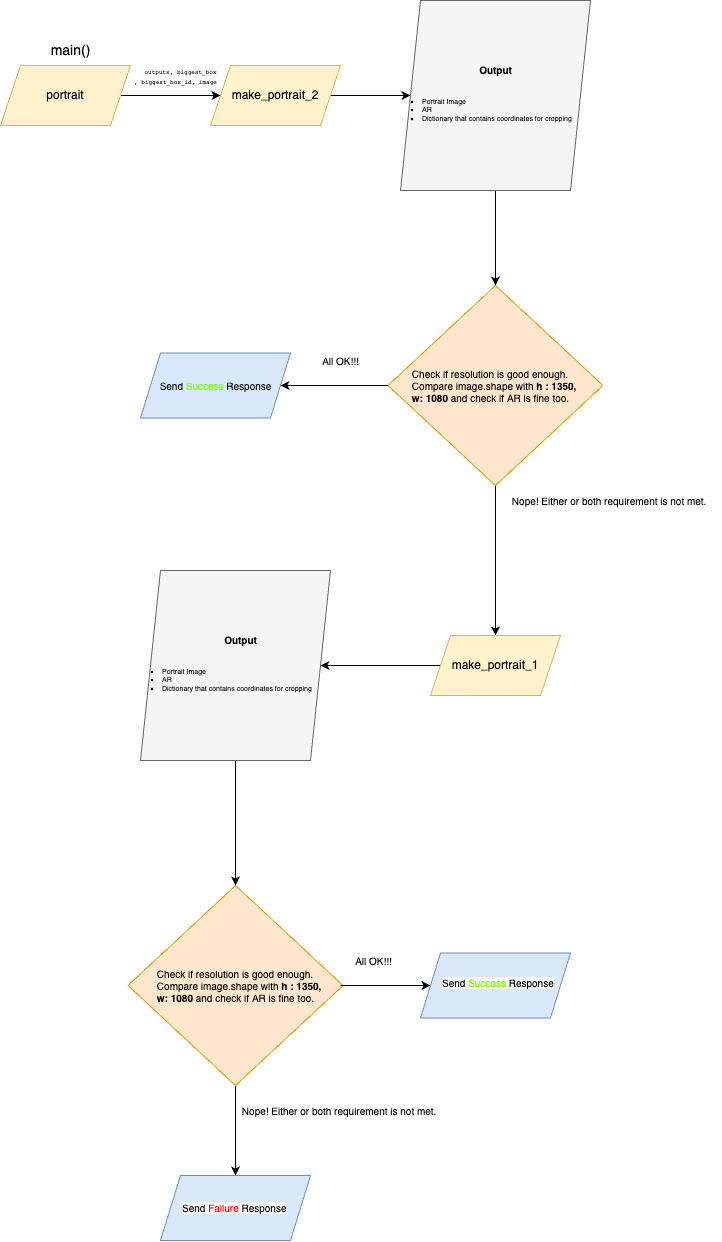 main()
portrait
outputs, biggest_box
, biggest_box_id, image
make_portrait_2
Output
Portrait Image
AR
Dictionary that contains coordinates for cropping
Check if resolution is good enough.
Compare image.shape with h : 1350,
w: 1080 and check if AR is fine too.
All OK!!!
Send Success Response
Nope! Either or both requirement is not met.
make_portrait_1
Output
Portrait Image
AR
Dictionary that contains coordinates for cropping
Check if resolution is good enough.
Compare image.shape with h : 1350,
w: 1080 and check if AR is fine too.
All OK!!!
Send Success Response
Nope! Either or both requirement is not met.
Send Failure Response